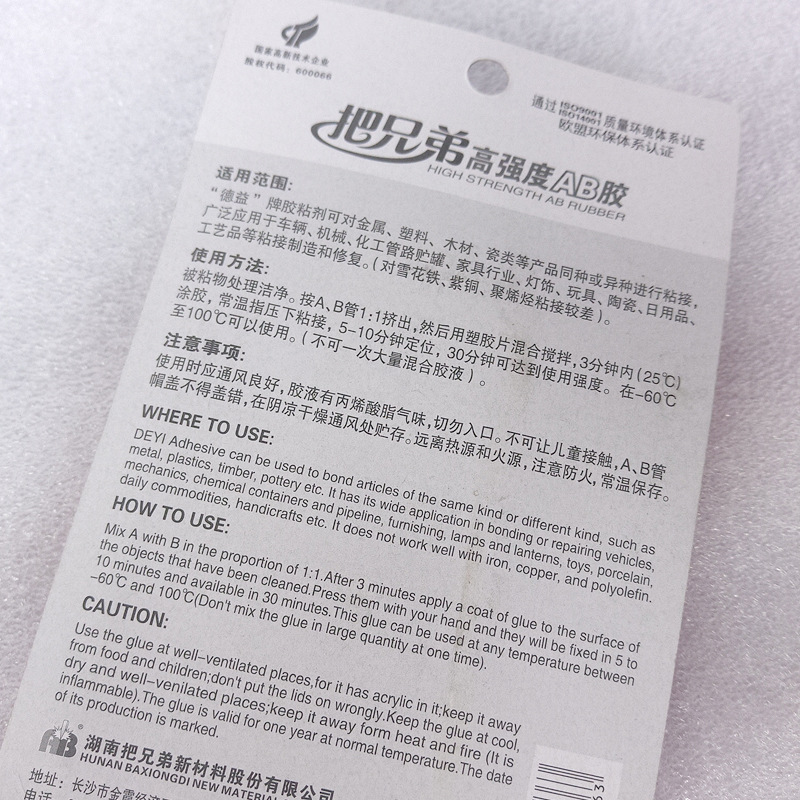 国家高新技术企业
股权代码：600066
通过ISO9001 ISO14001质量环境体系认证
欧盟环保体系认证
把兄弟高强度AB胶
HIGH STRENGTH AB RUBBER
适用范围:
“德益”牌胶粘剂可对金属、塑料、木材、瓷类等产品同种或异种进行粘接,
广泛应用于车辆、机械、化工管路贮罐、家具行业、灯饰、玩具、陶瓷、日用品、
工艺品等粘接制造和修复。(对雪花铁、紫铜、聚烯烃粘接较差)。
使用方法:
被粘物处理洁净。按A、B管1:1挤出,然后用塑胶片混合搅拌,3分钟内(25℃)
涂胶,常温指压下粘接,5-10分钟定位,30分钟可达到使用强度。在-60℃
至100℃可以使用。(不可一次大量混合胶液)。
注意事项:
使用时应通风良好,胶液有丙烯酸脂气味,切勿入口。不可让儿童接触,A、B管
帽盖不得盖错,在阴凉干燥通风处贮存。远离热源和火源,注意防火,常温保存。
WHERE TO USE:
DEYI Adhesive can be used to bond articles of the same kind or different kind, such as
metal, plastics, timber, pottery etc. It has its wide application in bonding or repairing vehicles,
mechanics, chemical containers and pipeline, furnishing, lamps and lanterns, toys, porcelain,
daily commodities, handicrafts etc. It does not work well with iron, copper, and polyolefin.
HOW TO USE:
Mix A with B in the proportion of 1:1.After 3 minutes apply a coat of glue to the surface of
the objects that have been cleaned.Press them with your hand and they will be fixed in 5 to
10 minutes and available in 30 minutes.This glue can be used at any temperature between
-60℃ and 100℃(Don't mix the glue in large quantity at one time).
CAUTION:
Use the glue at well-ventilated places,for it has acrylic in it;keep it away
from food and children;don't put the lids on wrongly.Keep the glue at cool,
dry and well-venilated places;keep it away form heat and fire (It is
inflammable).The glue is valid for one year at normal temperature.The date
of its production is marked.
AB
湖南把兄弟新材料股份有限公司
HUNAN BAXIONGDI NEW MATERIAL
地址: 长沙市金霞经济
电话